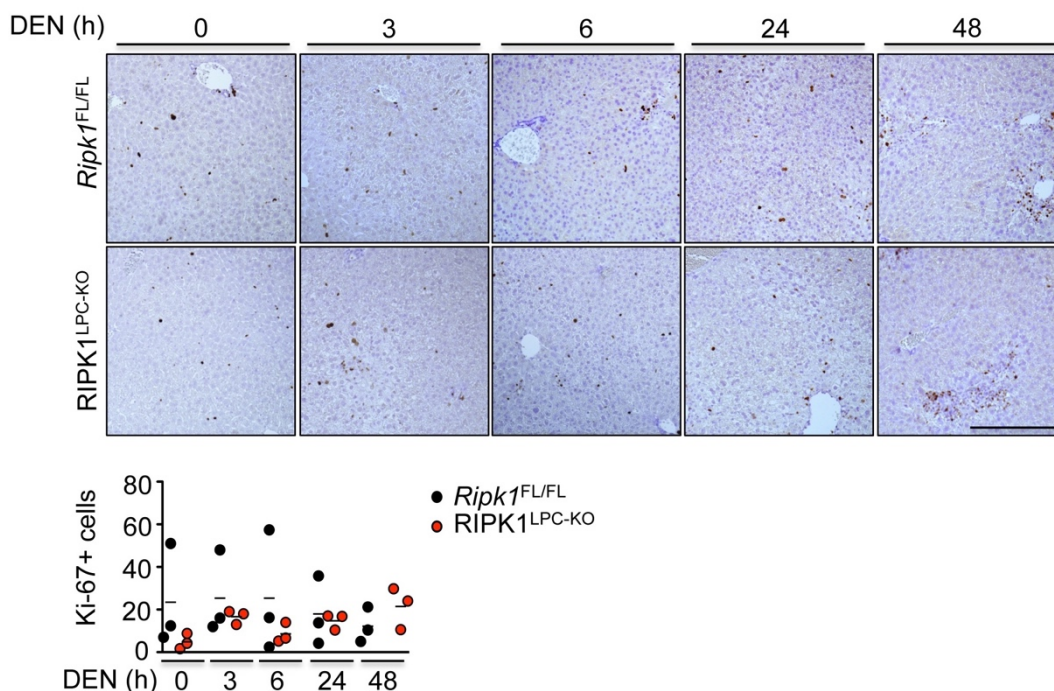 DEN (h) 0 3 6 24 48
Ripk1FL/FL
RIPK1LPC-KO
80
60
40
20
0
Ki-67+ cells
Ripk1FL/FL
RIPK1LPC-KO
DEN (h) 0 3 6 24 48